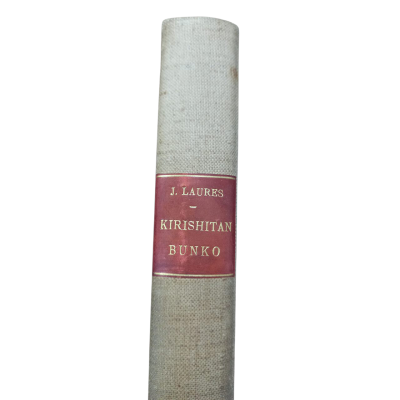 J. LAURES
–
KIRISHITAN
BUNKO